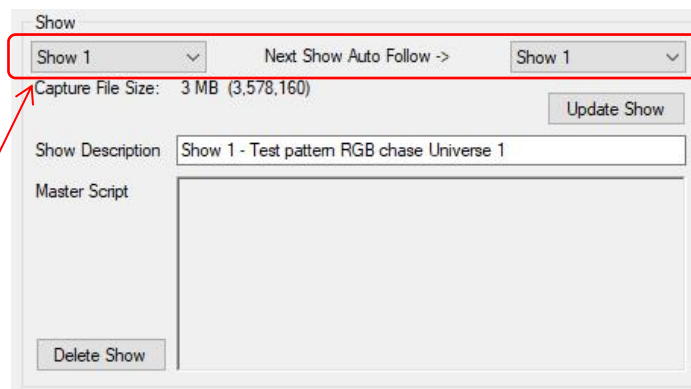 Show
Show 1 Next Show Auto Follow -> Show 1
Capture File Size: 3 MB (3,578,160)
Update Show
Show Description Show 1 - Test pattern RGB chase Universe 1
Master Script
Delete Show